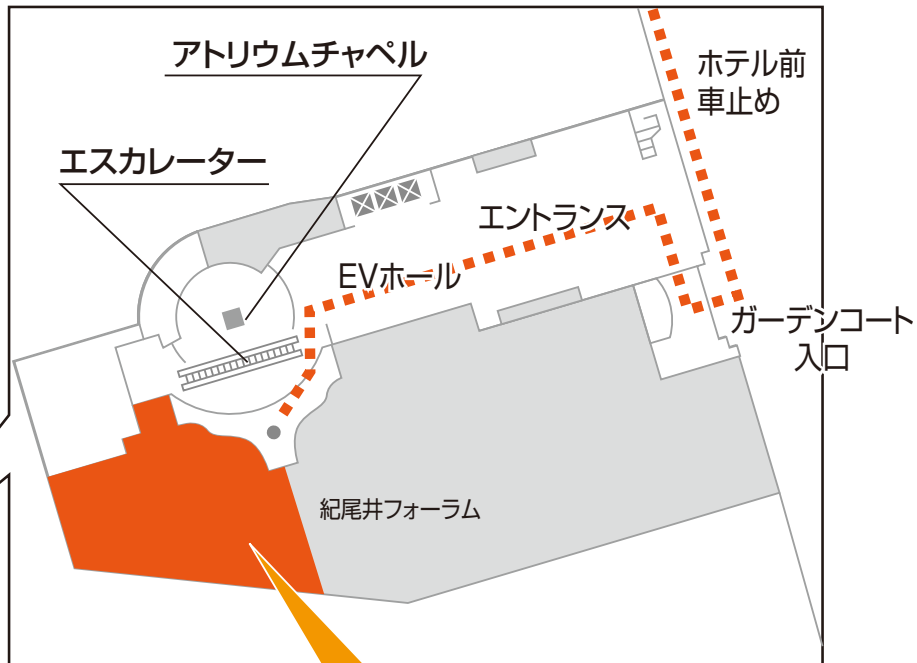 アトリウムチャペル
ホテル前
車止め
エスカレーター
エントランス
EVホール
ガーデンコート
入口
紀尾井フォーラム